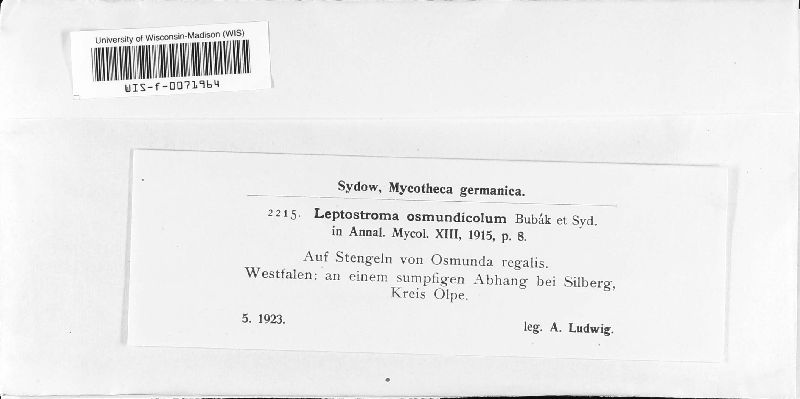 University of Wisconsin-Madison (WIS)
WIS-f-0071964
Sydow, Mycotheca germanica.
2215. Leptostroma osmundicolum Bubák et Syd.
in Annal. Mycol. XIII, 1915, p. 8.
Auf Stengeln von Osmunda regalis.
Westfalen: an einem sumpfigen Abhang bei Silberg,
Kreis Olpe.
5. 1923.
leg. A. Ludwig.